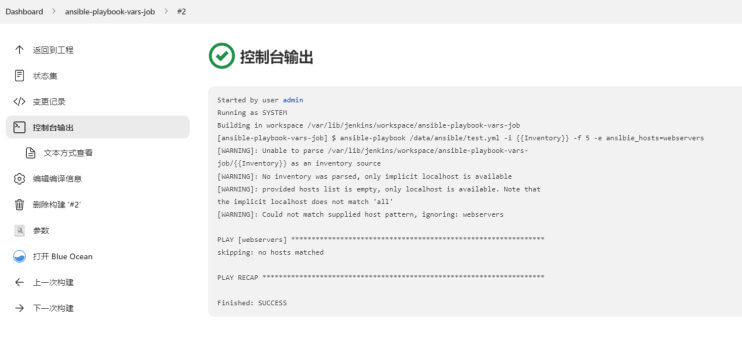 Dashboard > ansible-playbook-vars-job > #2
返回到工程
状态集
变更记录
控制台输出
文本方式查看
编辑编译信息
删除构建 '#2'
参数
打开 Blue Ocean
上一次构建
下一次构建
控制台输出
Started by user admin
Running as SYSTEM
Building in workspace /var/lib/jenkins/workspace/ansible-playbook-vars-job
[ansible-playbook-vars-job] $ ansible-playbook /data/ansible/test.yml -i {{Inventory}} -f 5 -e anslbie_hosts=webservers
[WARNING]: Unable to parse /var/lib/jenkins/workspace/ansible-playbook-vars-
job/{{Inventory}} as an inventory source
[WARNING]: No inventory was parsed, only implicit localhost is available
[WARNING]: provided hosts list is empty, only localhost is available. Note that
the implicit localhost does not match 'all'
[WARNING]: Could not match supplied host pattern, ignoring: webservers
PLAY [webservers] **************************************************************
skipping: no hosts matched
PLAY RECAP *********************************************************************
Finished: SUCCESS